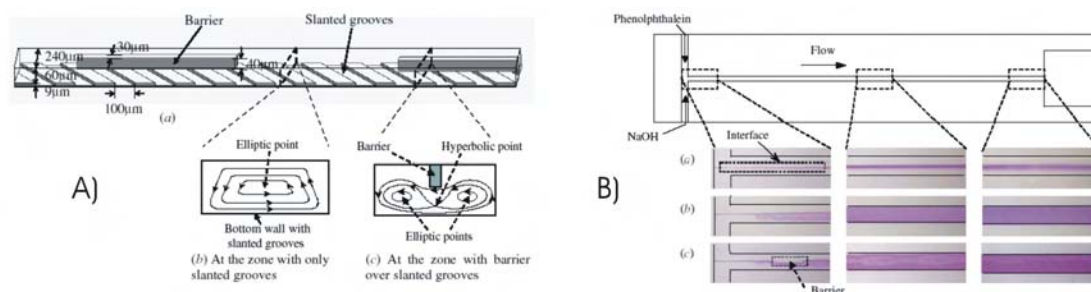 Barrier
Slanted grooves
30μm
240μm
40μm
60μm
9μm
100μm
(a)
A)
Elliptic point
Bottom wall with
slanted grooves
(b) At the zone with only
slanted grooves
Barrier
Hyperbolic point
Elliptic points
(c) At the zone with barrier
over slanted grooves
B)
Phenolphthalein
Flow
NaOH
Interface
(a)
(b)
(c)
Barrier